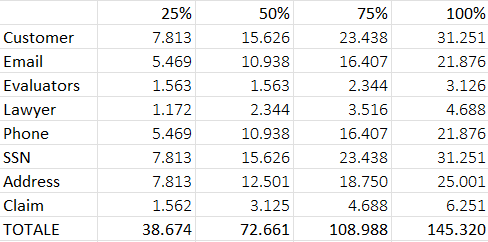 25% 50% 75% 100%
Customer 7.813 15.626 23.438 31.251
Email 5.469 10.938 16.407 21.876
Evaluators 1.563 1.563 2.344 3.126
Lawyer 1.172 2.344 3.516 4.688
Phone 5.469 10.938 16.407 21.876
SSN 7.813 15.626 23.438 31.251
Address 7.813 12.501 18.750 25.001
Claim 1.562 3.125 4.688 6.251
TOTALE 38.674 72.661 108.988 145.320